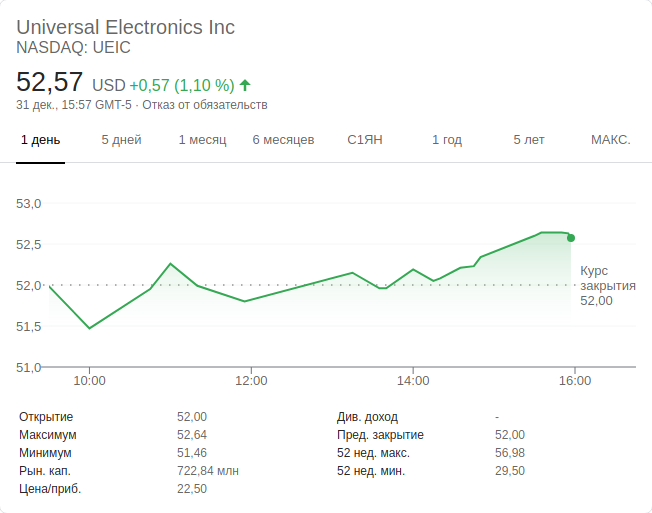 Universal Electronics Inc
NASDAQ: UEIC
52,57 USD +0,57 (1,10 %)
31 дек., 15:57 GMT-5 · Отказ от обязательств
1 день 5 дней 1 месяц 6 месяцев С1ЯН 1 год 5 лет МАКС.
53,0
52,5
52,0
51,5
51,0
Курс
закрытия
52,00
10:00 12:00 14:00 16:00
Открытие 52,00 Див. доход -
Максимум 52,64 Пред. закрытие 52,00
Минимум 51,46 52 нед. макс. 56,98
Рын. кап. 722,84 млн 52 нед. мин. 29,50
Цена/приб. 22,50